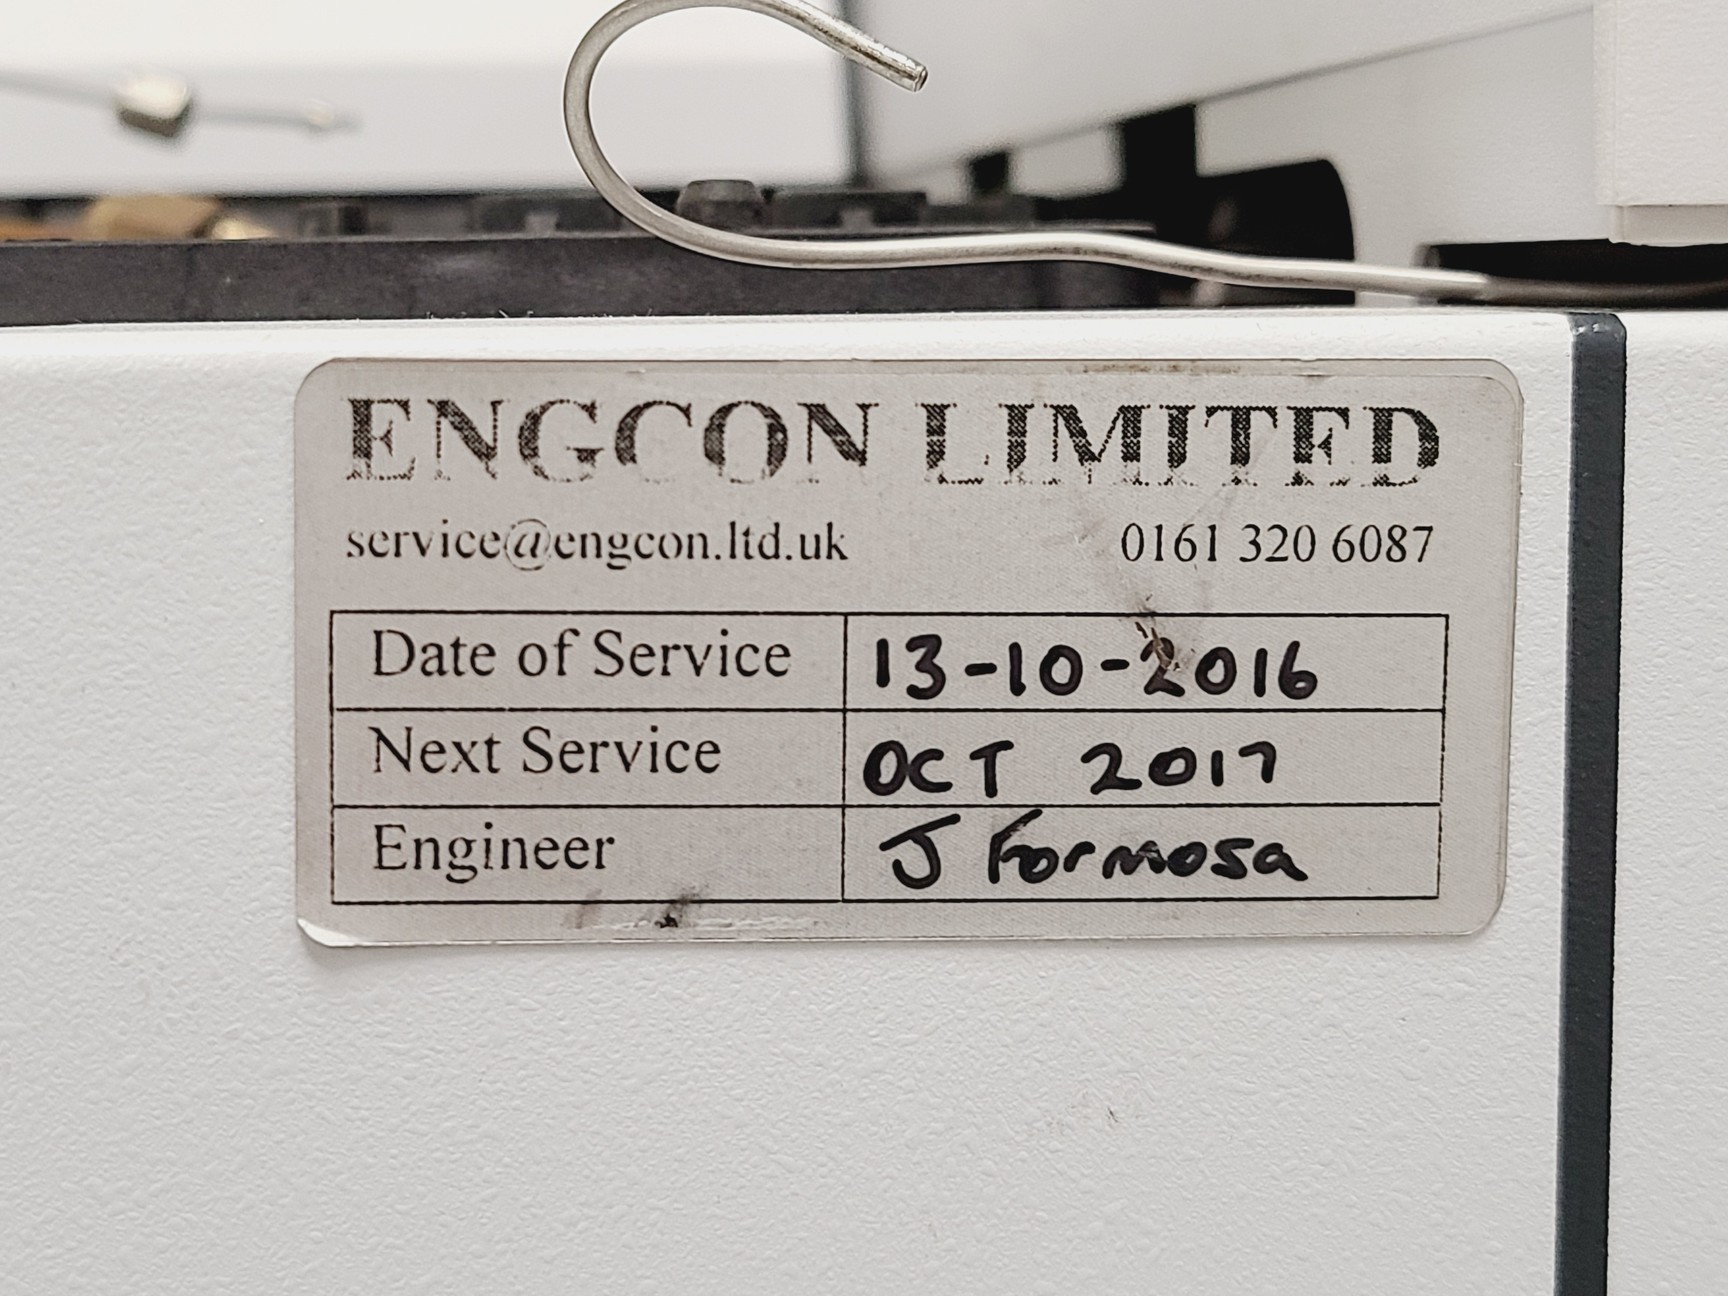 ENGCON LIMITED
service@engcon.ltd.uk 0161 320 6087
Date of Service 13-10-2016
Next Service OCT 2017
Engineer J Formosa